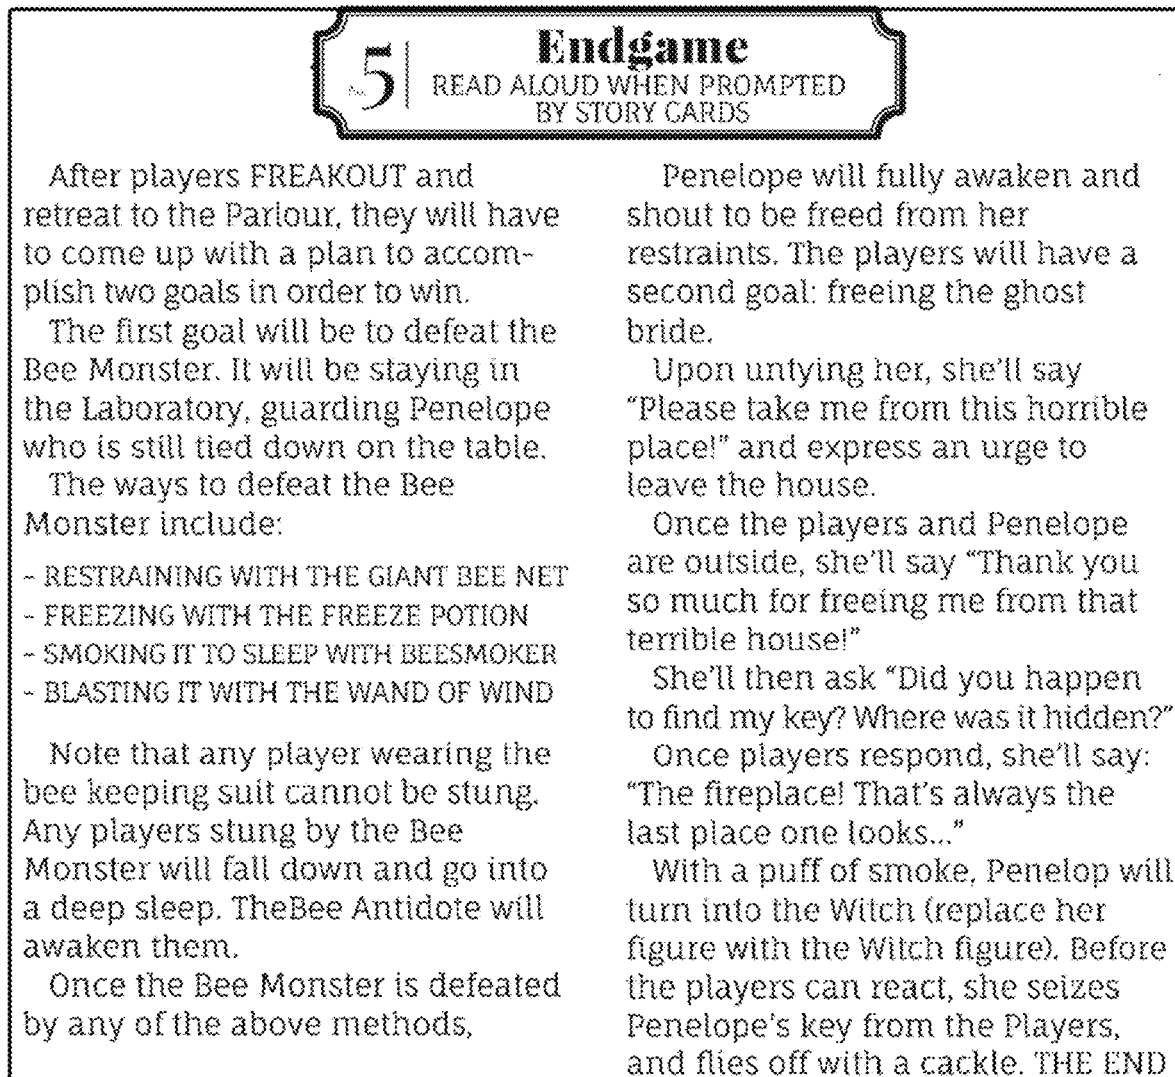 No. 5
Endgame
READ ALOUD WHEN PROMPTED
BY STORY CARDS
After players FREAKOUT and
retreat to the Parlour, they will have
to come up with a plan to accom-
plish two goals in order to win.
The first goal will be to defeat the
Bee Monster. It will be staying in
the Laboratory, guarding Penelope
who is still tied down on the table.
The ways to defeat the Bee
Monster include:
- RESTRAINING WITH THE GIANT BEE NET
- FREEZING WITH THE FREEZE POTION
- SMOKING IT TO SLEEP WITH BEESMOKER
- BLASTING IT WITH THE WAND OF WIND
Note that any player wearing the
bee keeping suit cannot be stung.
Any players stung by the Bee
Monster will fall down and go into
a deep sleep. TheBee Antidote will
awaken them.
Once the Bee Monster is defeated
by any of the above methods,
Penelope will fully awaken and
shout to be freed from her
restraints. The players will have a
second goal: freeing the ghost
bride.
Upon untying her, she'll say
"Please take me from this horrible
place!" and express an urge to
leave the house.
Once the players and Penelope
are outside, she'll say "Thank you
so much for freeing me from that
terrible house!"
She'll then ask "Did you happen
to find my key? Where was it hidden?"
Once players respond, she'll say:
"The fireplace! That's always the
last place one looks..."
With a puff of smoke, Penelop will
turn into the Witch (replace her
figure with the Witch figure). Before
the players can react, she seizes
Penelope's key from the Players,
and flies off with a cackle. THE END